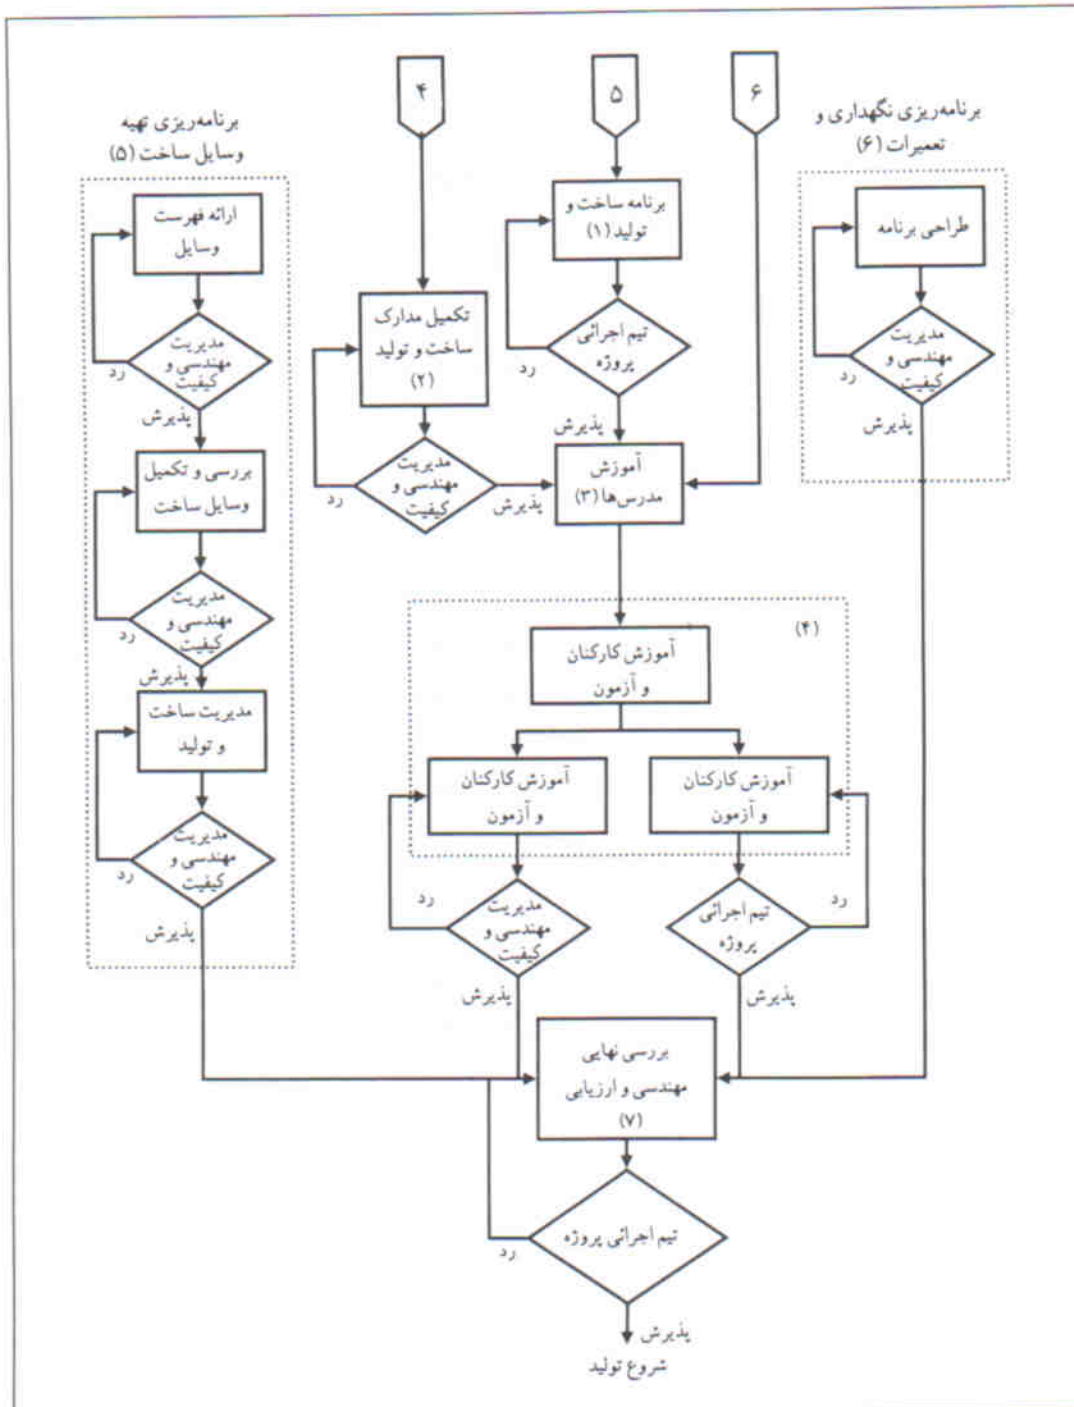 ۴
۵
۶
برنامه‌ریزی تهیه
وسایل ساخت (۵)
ارائه فهرست
وسایل
مدیریت
مهندسی و
کیفیت
رد
پذیرش
بررسی و تکمیل
وسایل ساخت
مدیریت
مهندسی و
کیفیت
رد
پذیرش
مدیریت ساخت
و تولید
مدیریت
مهندسی و
کیفیت
رد
پذیرش
تکمیل مدارک
ساخت و تولید
(۲)
مدیریت
مهندسی و
کیفیت
رد
پذیرش
برنامه ساخت و
تولید (۱)
تیم اجرائی
پروژه
رد
پذیرش
آموزش
مدرس‌ها (۳)
برنامه‌ریزی نگهداری و
تعمیرات (۶)
طراحی برنامه
مدیریت
مهندسی و
کیفیت
رد
پذیرش
(۴)
آموزش کارکنان
و آزمون
آموزش کارکنان
و آزمون
آموزش کارکنان
و آزمون
مدیریت
مهندسی و
کیفیت
رد
پذیرش
تیم اجرائی
پروژه
رد
پذیرش
بررسی نهایی
مهندسی و ارزیابی
(۷)
تیم اجرائی پروژه
رد
پذیرش
شروع تولید